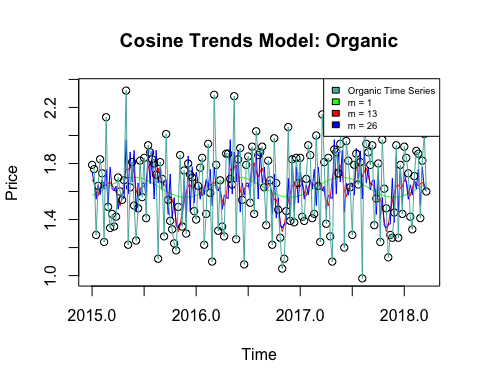 Cosine Trends Model: Organic
Organic Time Series
m = 1
m = 13
m = 26
Price
2.2
1.8
1.4
1.0
2015.0 2016.0 2017.0 2018.0
Time